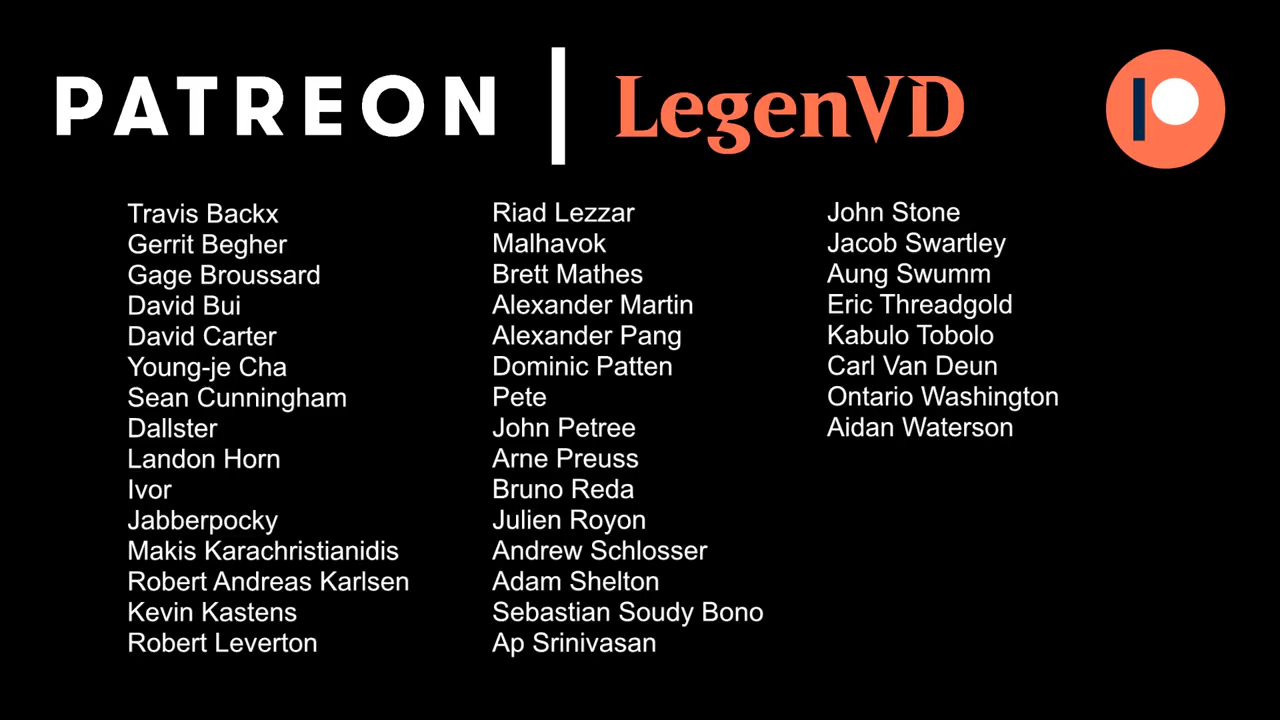 PATREON | LegenVD
Travis Backx
Gerrit Begher
Gage Broussard
David Bui
David Carter
Young-je Cha
Sean Cunningham
Dallster
Landon Horn
Ivor
Jabberpocky
Makis Karachristianidis
Robert Andreas Karlsen
Kevin Kastens
Robert Leverton
Riad Lezzar
Malhavok
Brett Mathes
Alexander Martin
Alexander Pang
Dominic Patten
Pete
John Petree
Arne Preuss
Bruno Reda
Julien Royon
Andrew Schlosser
Adam Shelton
Sebastian Soudy Bono
Ap Srinivasan
John Stone
Jacob Swartley
Aung Swumm
Eric Threadgold
Kabulo Tobolo
Carl Van Deun
Ontario Washington
Aidan Waterson